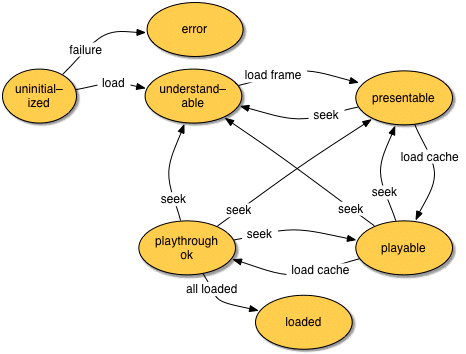 error
failure
uninitial–
ized
load
understand–
able
load frame
presentable
seek
load cache
seek
seek
seek
seek
playthrough
ok
seek
playable
load cache
all loaded
loaded